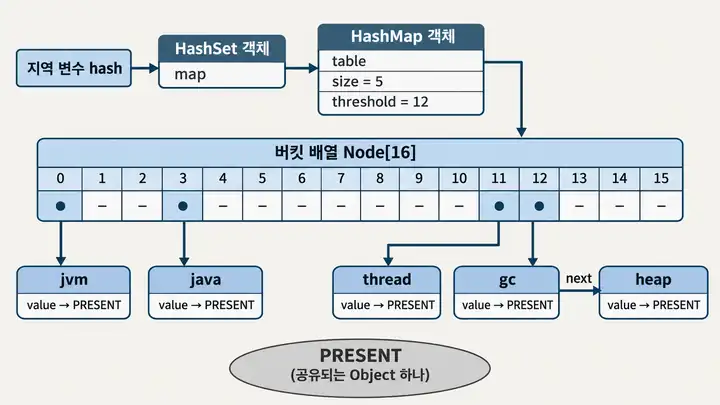 지역 변수 hash
HashSet 객체
map
HashMap 객체
table
size = 5
threshold = 12
버킷 배열 Node[16]
0 1 2 3 4 5 6 7 8 9 10 11 12 13 14 15
● – – ● – – – – – – – ● ● – – –
jvm
value → PRESENT
java
value → PRESENT
thread
value → PRESENT
gc
value → PRESENT
next
heap
value → PRESENT
PRESENT
(공유되는 Object 하나)